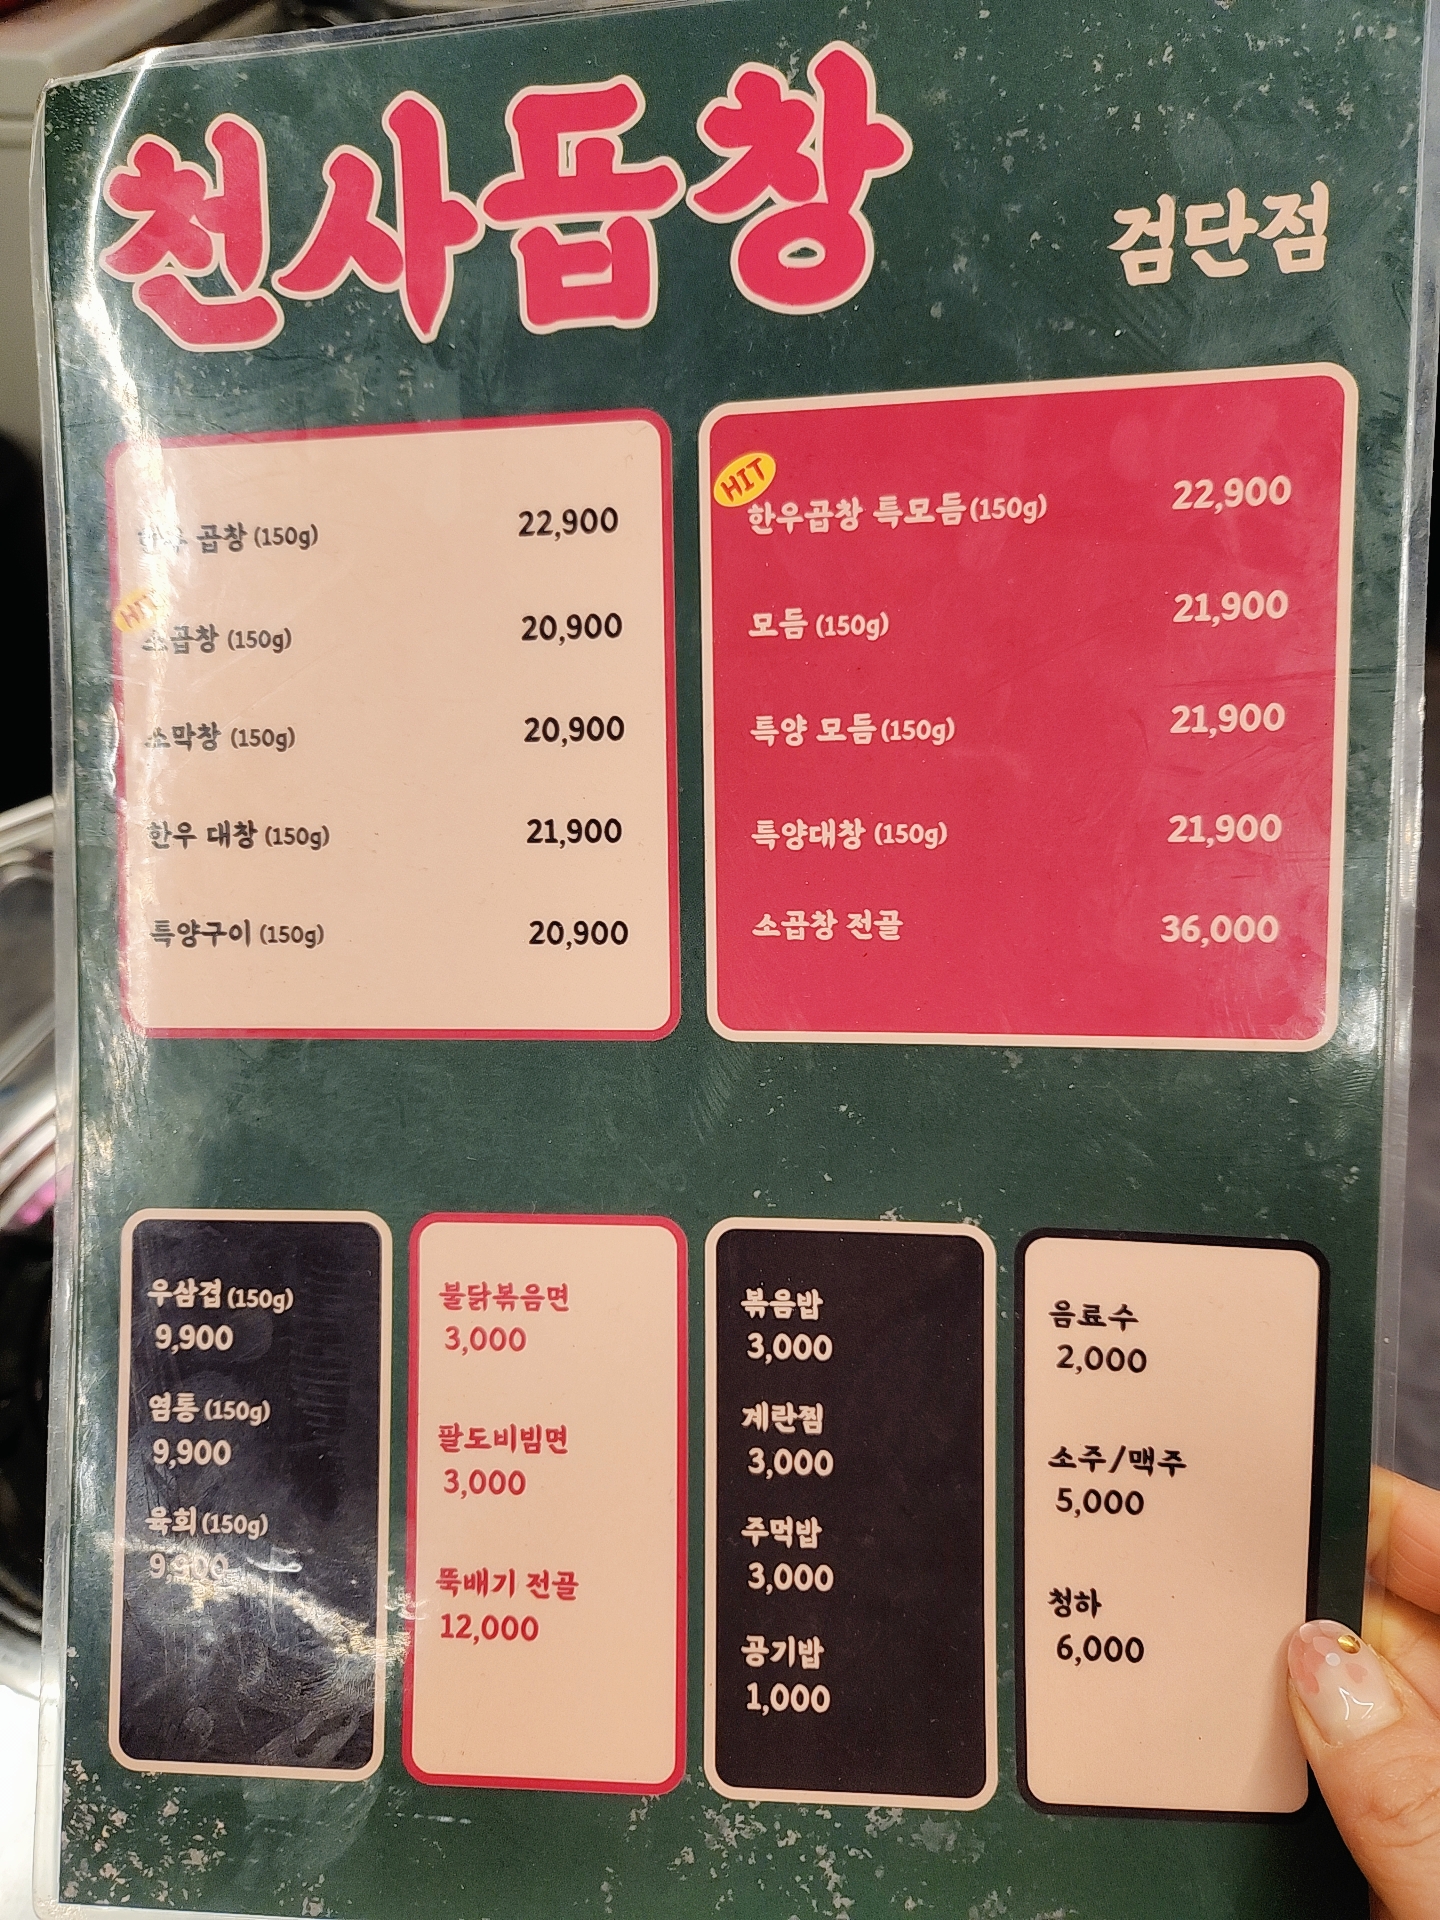 천사곱창
검단점
한우 곱창 (150g) 22,900
HIT
소곱창 (150g) 20,900
소막창 (150g) 20,900
한우 대창 (150g) 21,900
특양구이 (150g) 20,900
HIT
한우곱창 특모듬(150g) 22,900
모듬 (150g) 21,900
특양 모듬(150g) 21,900
특양대창 (150g) 21,900
소곱창 전골 36,000
우삼겹(150g)
9,900
염통(150g)
9,900
육회(150g)
9,900
불닭볶음면
3,000
팔도비빔면
3,000
뚝배기 전골
12,000
볶음밥
3,000
계란찜
3,000
주먹밥
3,000
공기밥
1,000
음료수
2,000
소주/맥주
5,000
청하
6,000